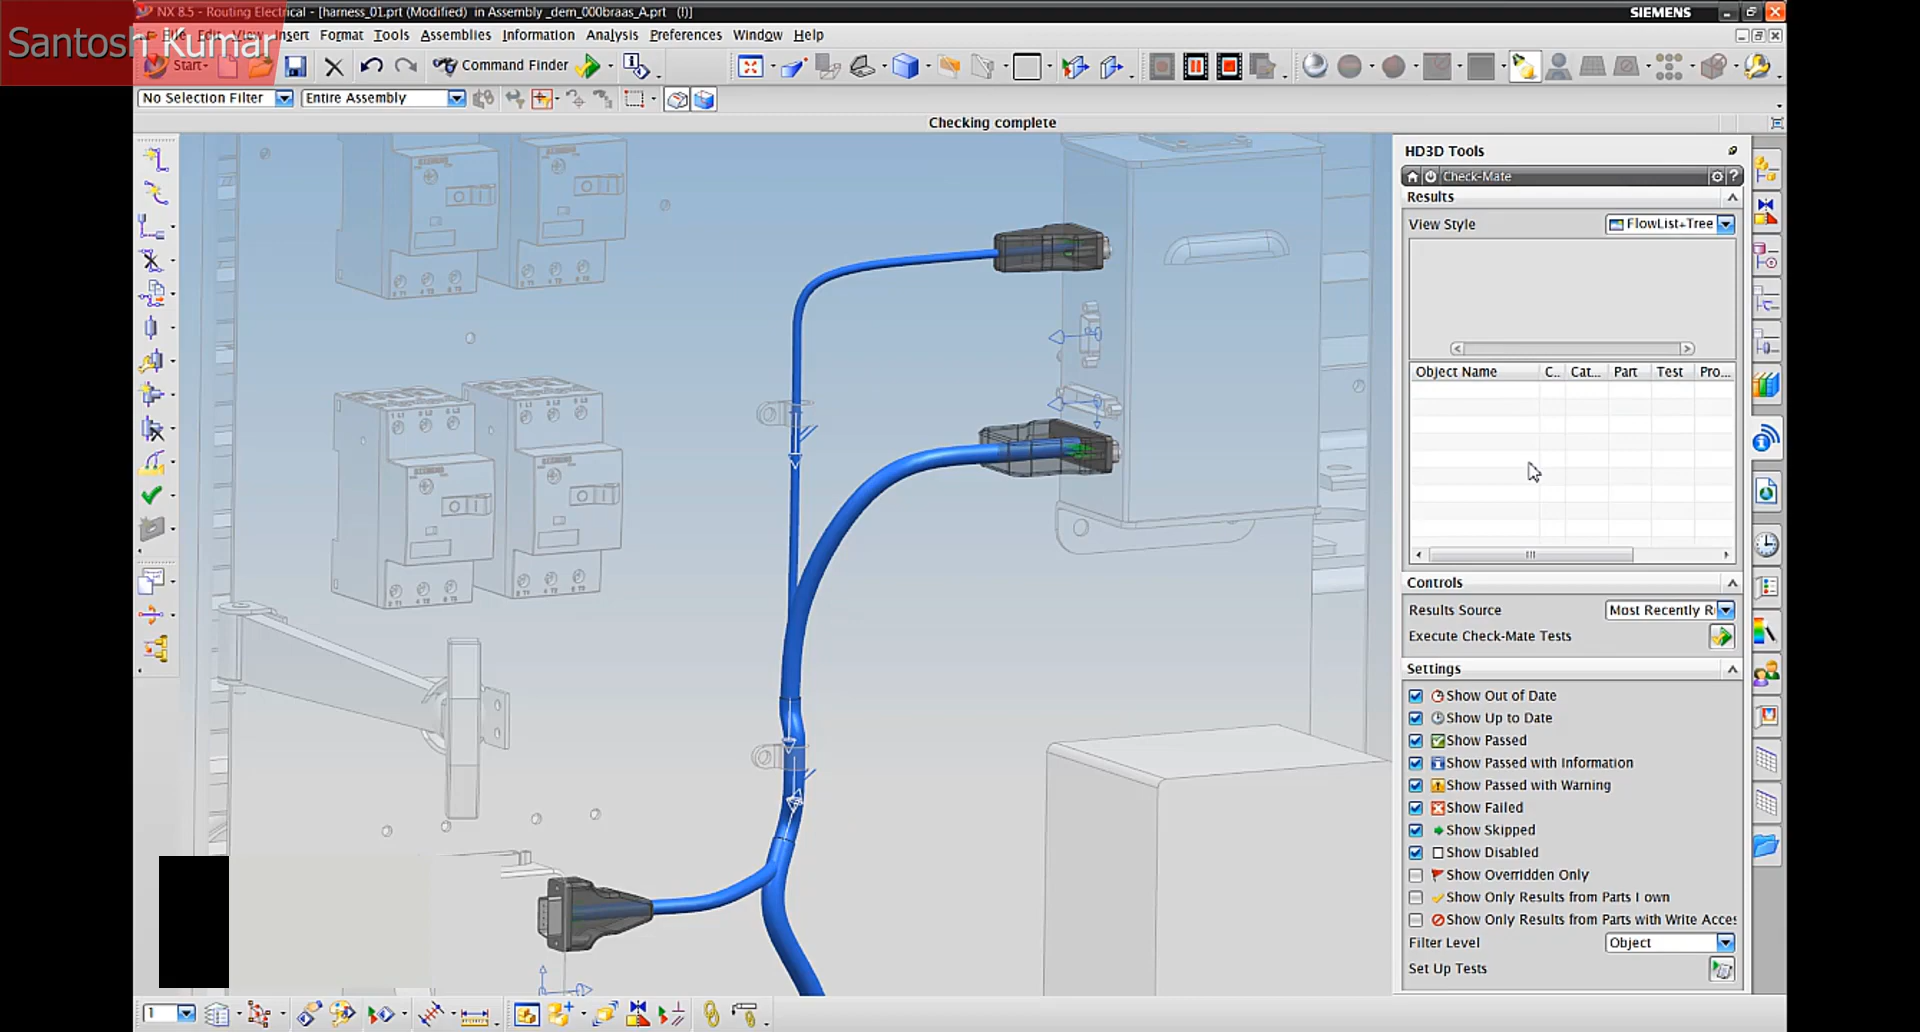 NX 8.5 - Routing Electrical - [harness_01.prt (Modified) in Assembly _dem_000braas_A.prt (!)]
SIEMENS
Santosh Kumar
File Edit View Insert Format Tools Assemblies Information Analysis Preferences Window Help
Start
Command Finder
No Selection Filter
Entire Assembly
Checking complete
HD3D Tools
Check-Mate
Results
View Style
FlowList+Tree
Object Name C.. Cat... Part Test Pro...
Controls
Results Source
Most Recently R
Execute Check-Mate Tests
Settings
Show Out of Date
Show Up to Date
Show Passed
Show Passed with Information
Show Passed with Warning
Show Failed
Show Skipped
Show Disabled
Show Overridden Only
Show Only Results from Parts I own
Show Only Results from Parts with Write Acces
Filter Level
Object
Set Up Tests
1